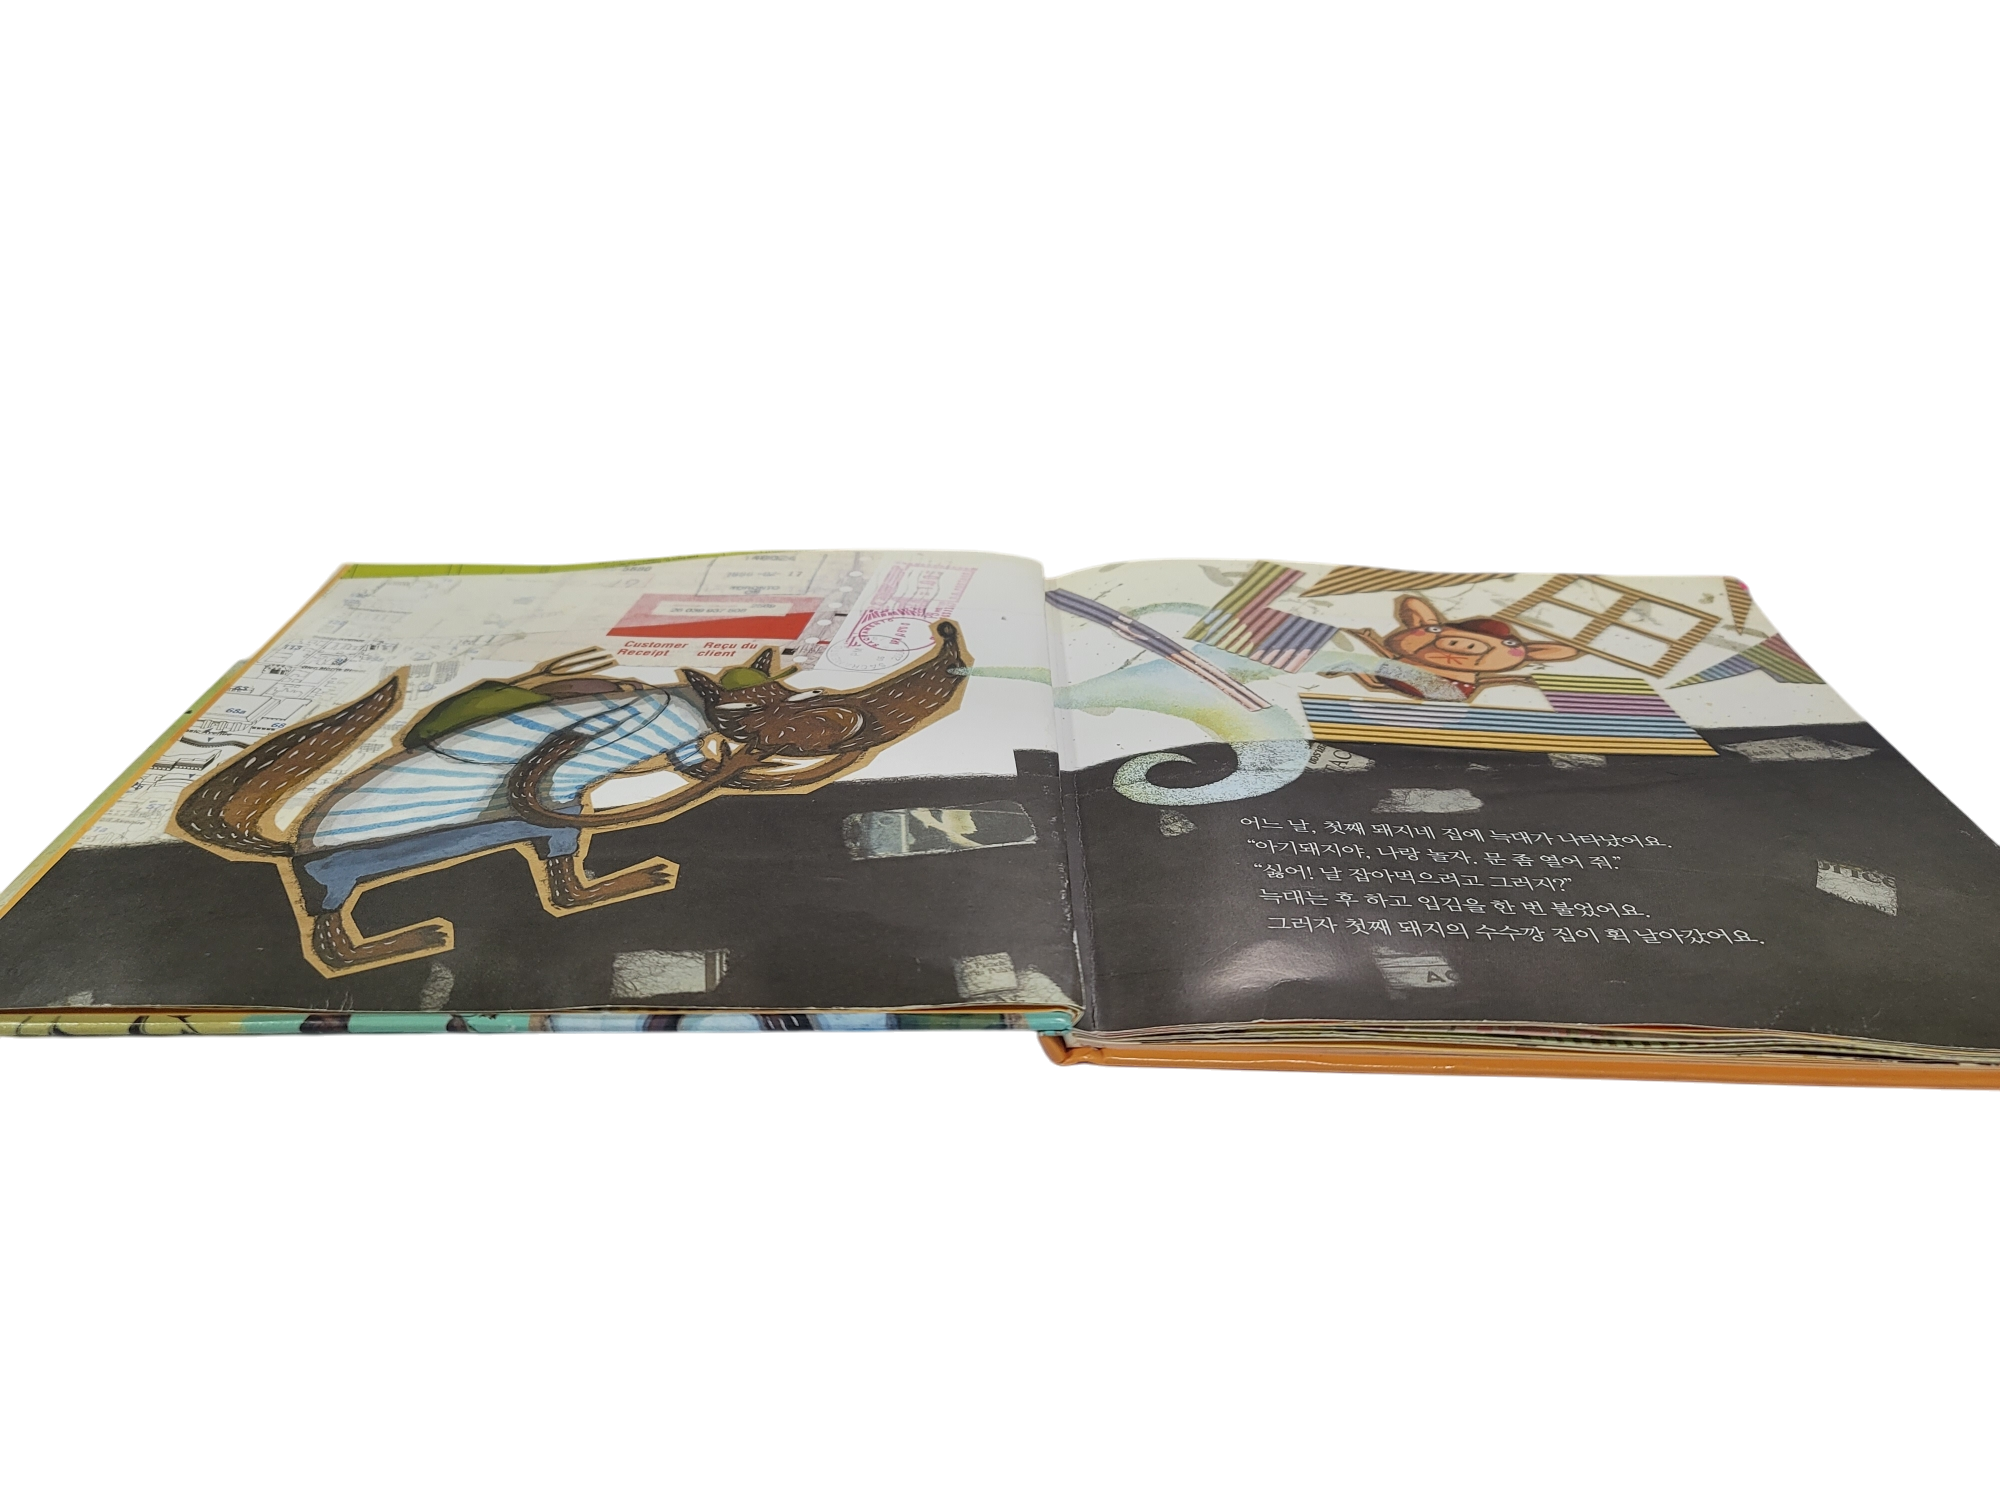 Customer Reçu du
Receipt client
113
68a
68
어느 날, 첫째 돼지네 집에 늑대가 나타났어요.
“아기돼지야, 나랑 놀자. 문 좀 열어 줘.”
“싫어! 날 잡아먹으려고 그러지?”
늑대는 후 하고 입김을 한 번 불었어요.
그러자 첫째 돼지의 수수깡 집이 휙 날아갔어요.